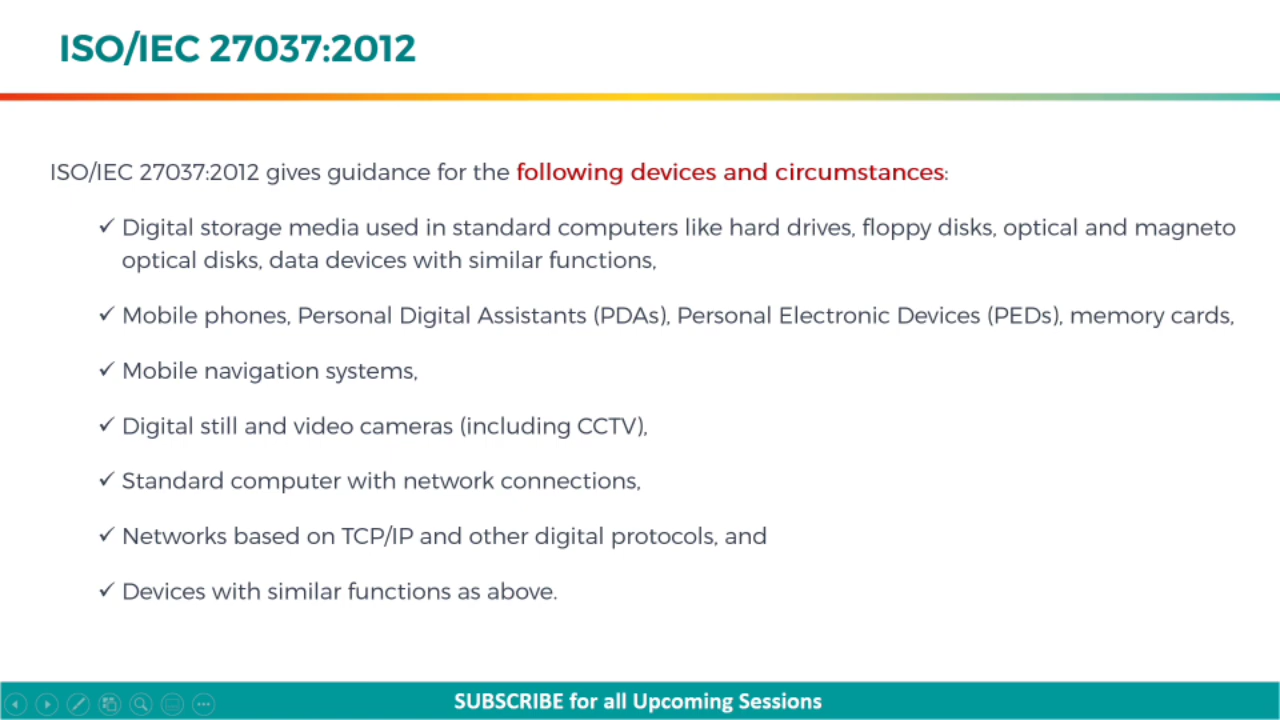 ISO/IEC 27037:2012
ISO/IEC 27037:2012 gives guidance for the following devices and circumstances:
✓ Digital storage media used in standard computers like hard drives, floppy disks, optical and magneto
optical disks, data devices with similar functions,
✓ Mobile phones, Personal Digital Assistants (PDAs), Personal Electronic Devices (PEDs), memory cards,
✓ Mobile navigation systems,
✓ Digital still and video cameras (including CCTV),
✓ Standard computer with network connections,
✓ Networks based on TCP/IP and other digital protocols, and
✓ Devices with similar functions as above.
SUBSCRIBE for all Upcoming Sessions